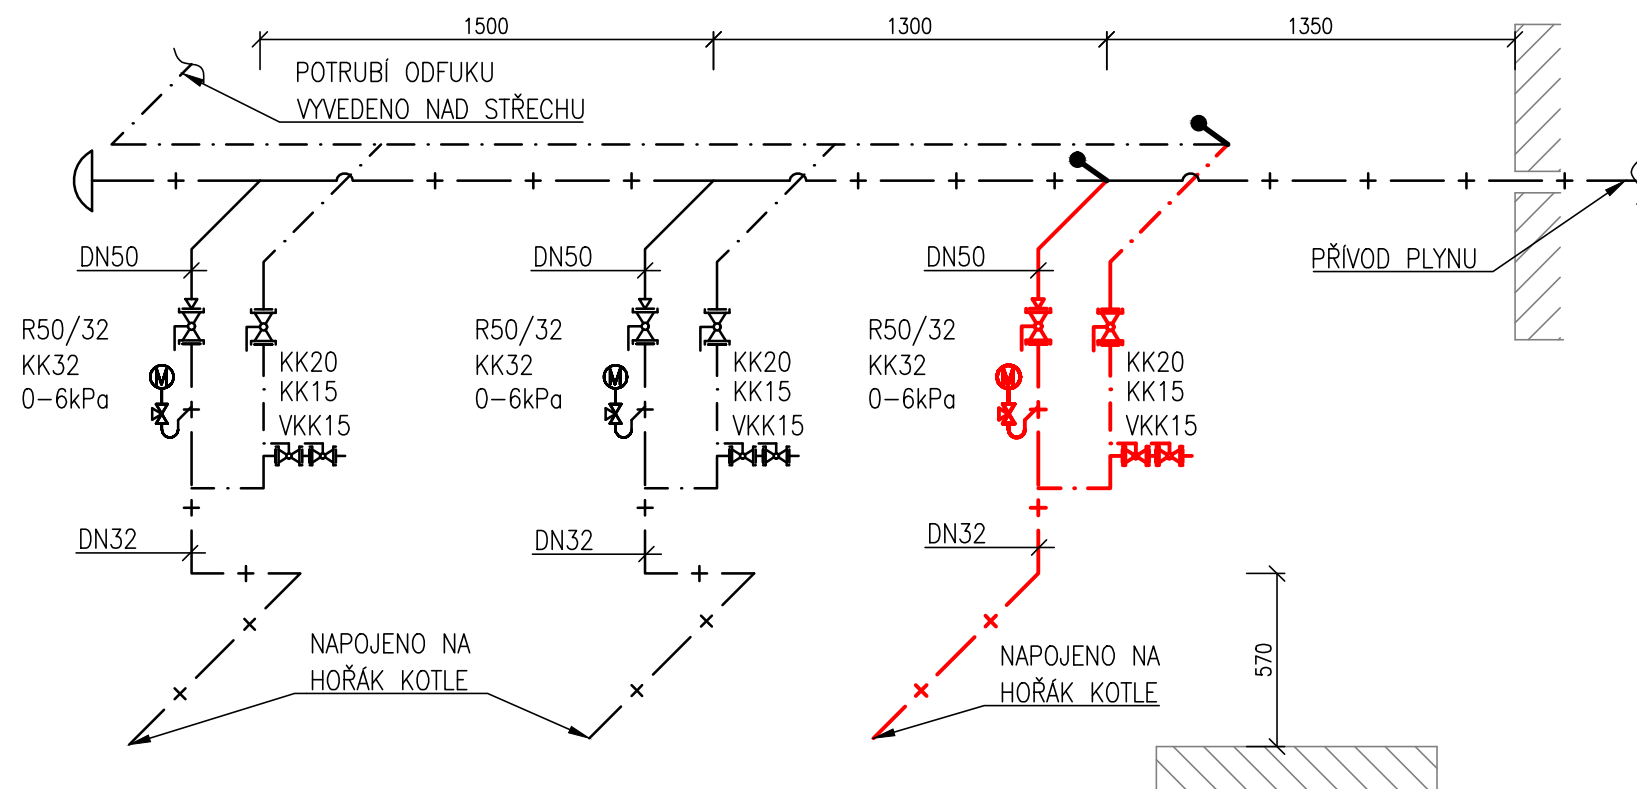 1500
1300
1350
POTRUBÍ ODFUKU
VYVEDENO NAD STŘECHU
DN50
DN50
DN50
PŘÍVOD PLYNU
R50/32
KK32
0-6kPa
M
KK20
KK15
VKK15
R50/32
KK32
0-6kPa
M
KK20
KK15
VKK15
R50/32
KK32
0-6kPa
M
KK20
KK15
VKK15
DN32
DN32
DN32
NAPOJENO NA
HOŘÁK KOTLE
NAPOJENO NA
HOŘÁK KOTLE
570